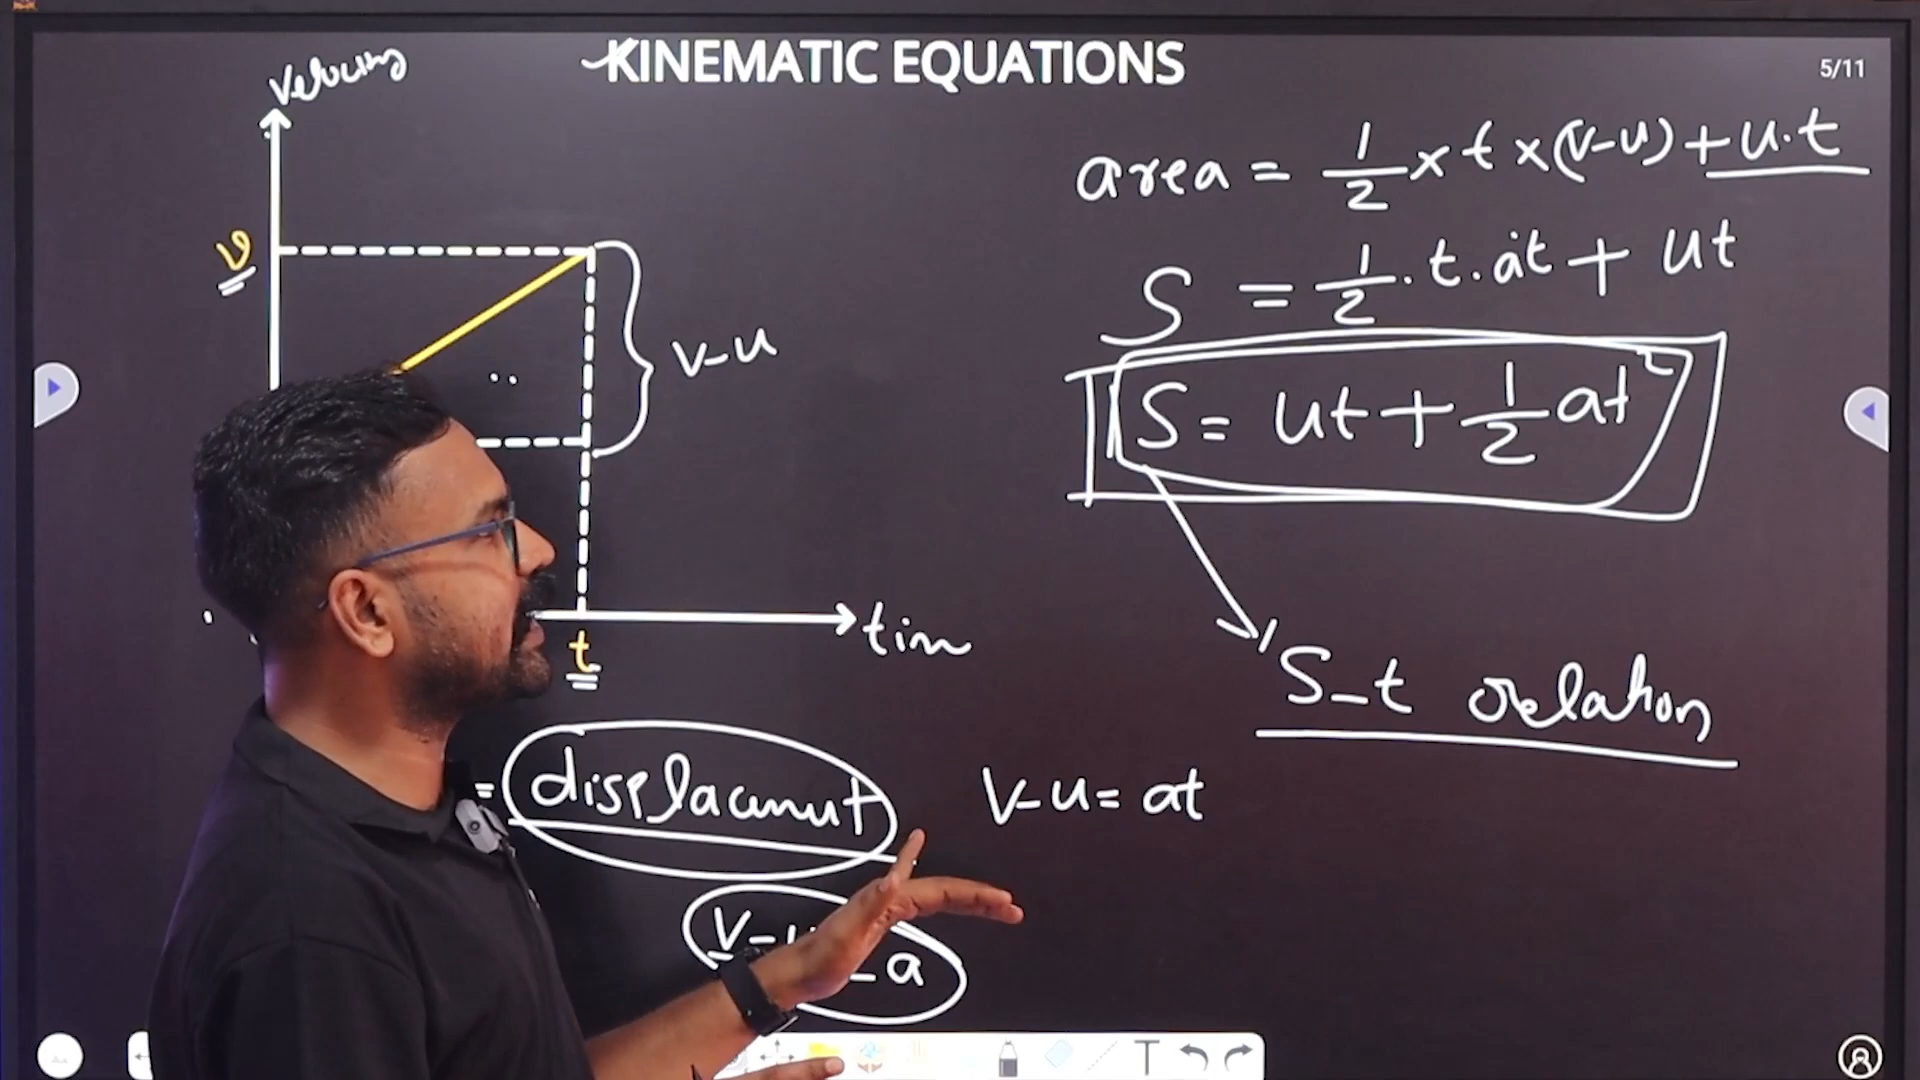 KINEMATIC EQUATIONS
5/11
velocity
area = 1/2 × t × (v-u) + u.t
v
S = 1/2 . t . at + ut
v-u
S = ut + 1/2 at²
time
t
S-t relation
= displacement
v-u = at
v-u
= a
T